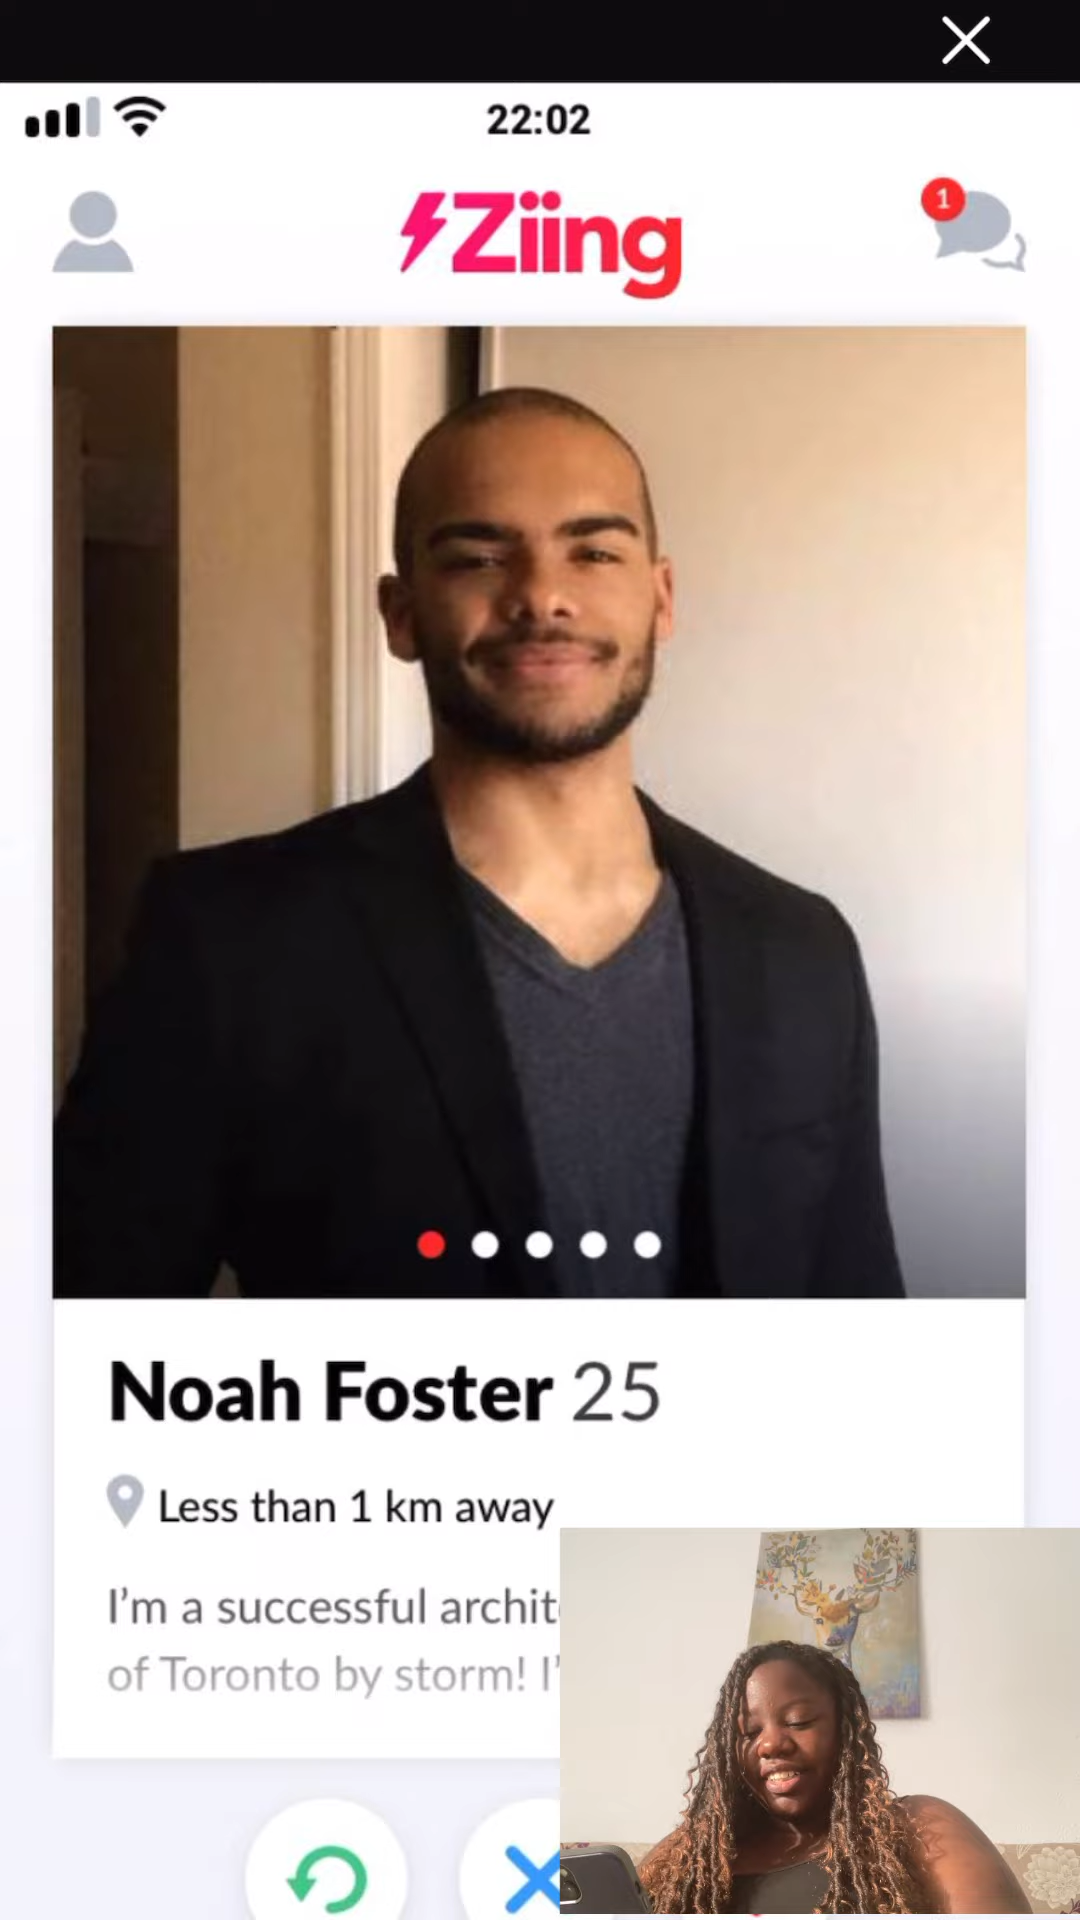 22:02
Ziing
1
Noah Foster 25
Less than 1 km away
I'm a successful archit
of Toronto by storm! I'